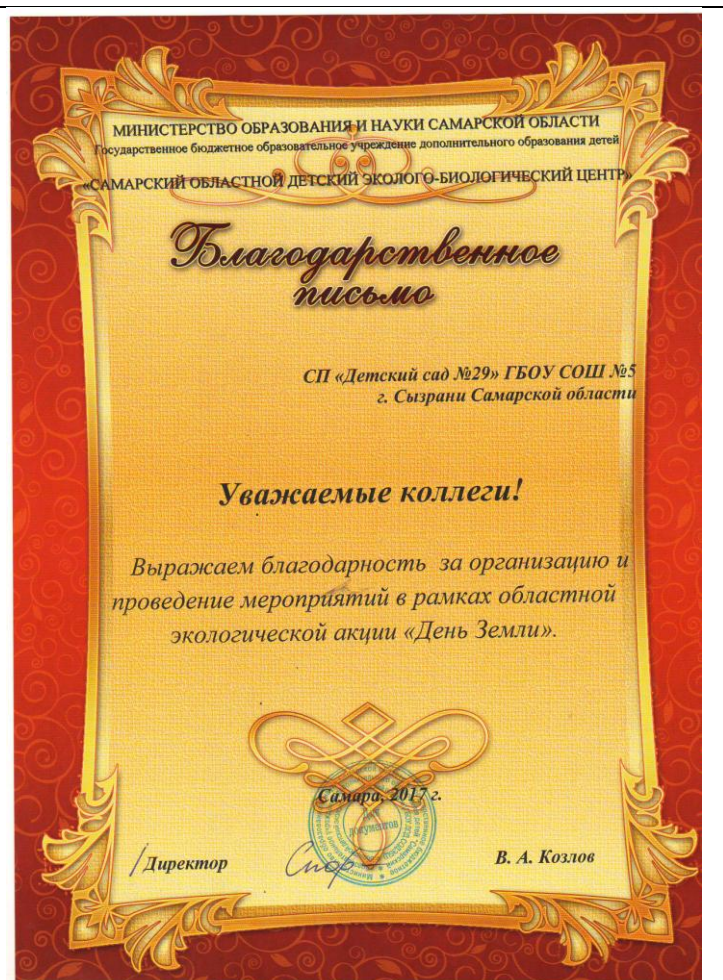 МИНИСТЕРСТВО ОБРАЗОВАНИЯ И НАУКИ САМАРСКОЙ ОБЛАСТИ
Государственное бюджетное образовательное учреждение дополнительного образования детей
«САМАРСКИЙ ОБЛАСТНОЙ ДЕТСКИЙ ЭКОЛОГО-БИОЛОГИЧЕСКИЙ ЦЕНТР»
Благодарственное
письмо
СП «Детский сад №29» ГБОУ СОШ №5
г. Сызрани Самарской области
Уважаемые коллеги!
Выражаем благодарность за организацию и
проведение мероприятий в рамках областной
экологической акции «День Земли».
Самара, 2017 г.
документов
Директор
В. А. Козлов